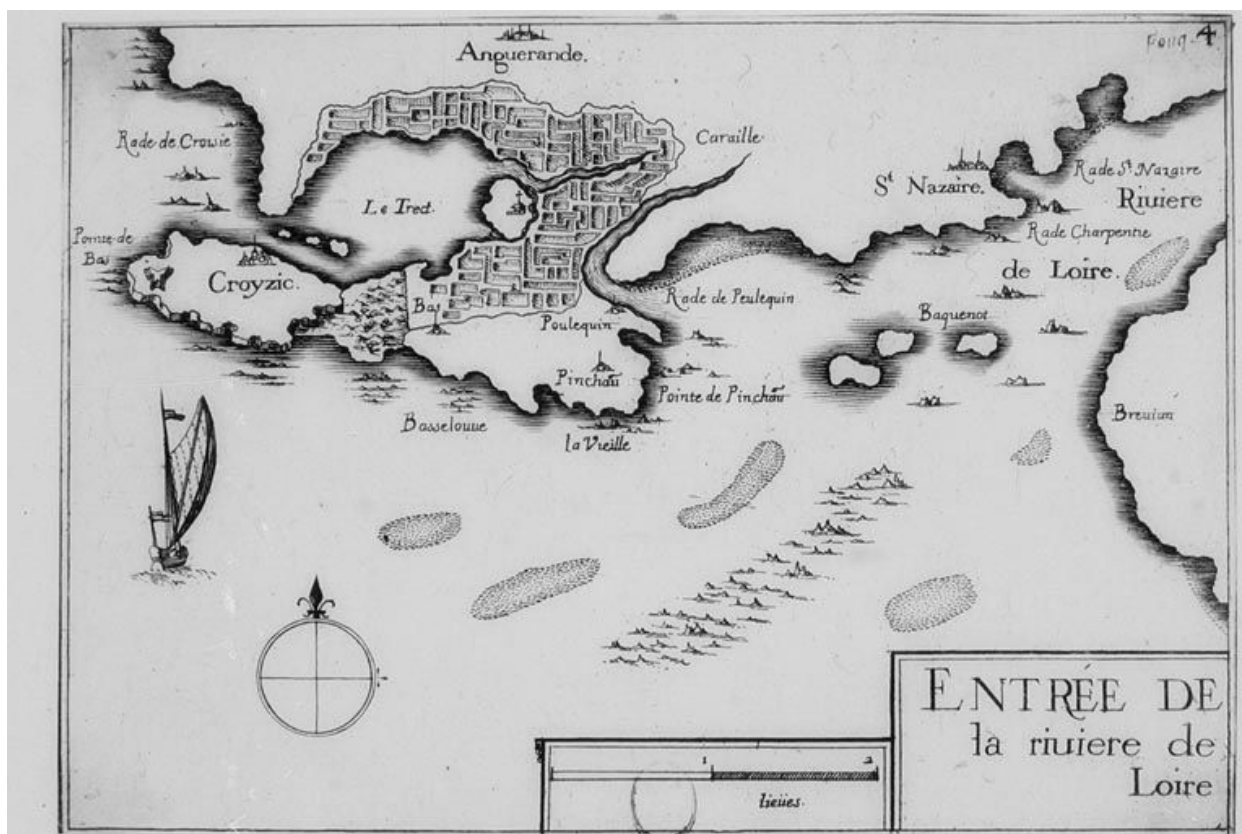 4
Anguerande.
Rade de Crowie
Caraille
St Nazaire.
Rade St Nazaire
Riuiere
Le Trect.
Rade Charpentie
Pointe de
Bas
Croyzic.
de Loire.
Rade de Peulequin
Bas
Poulequin
Baquenot
Pinchau
Pointe de Pinchau
Breuiun
Basselouue
la Vieille
1 2
lieües.
ENTRÉE DE
la riuiere de
Loire